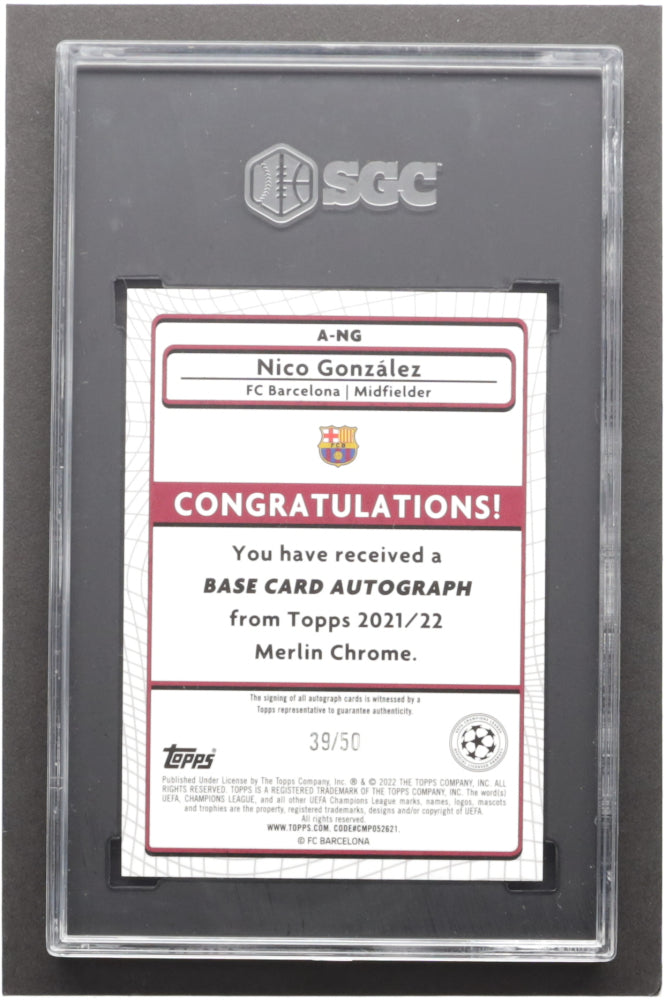 SGC
A-NG
Nico González
FC Barcelona | Midfielder
FCB
CONGRATULATIONS!
You have received a
BASE CARD AUTOGRAPH
from Topps 2021/22
Merlin Chrome.
The signing of all autograph cards is witnessed by a
Topps representative to guarantee authenticity.
39/50
Topps®
Published Under License by The Topps Company, Inc. ® & © 2022 THE TOPPS COMPANY, INC. ALL
RIGHTS RESERVED. TOPPS IS A REGISTERED TRADEMARK OF THE TOPPS COMPANY, INC. The word(s)
UEFA, CHAMPIONS LEAGUE, and all other UEFA Champions League marks, names, logos, mascots
and trophies are the property, registered trademarks, designs and/or copyright of UEFA.
All rights reserved.
WWW.TOPPS.COM. CODE#CMP052621.
© FC BARCELONA